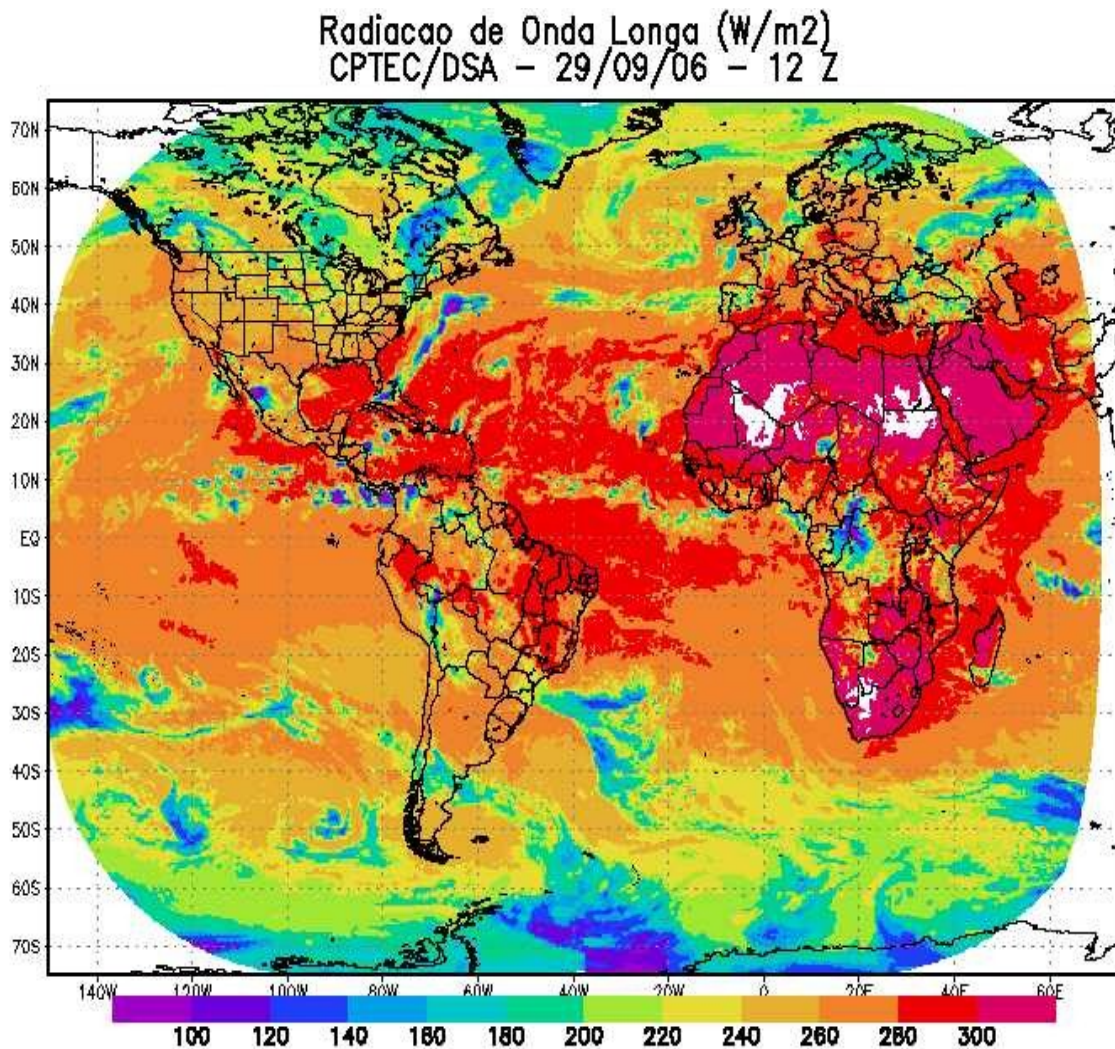 Radiacao de Onda Longa (W/m2)
CPTEC/DSA - 29/09/06 - 12 Z
70N
60N
50N
40N
30N
20N
10N
EQ
10S
20S
30S
40S
50S
60S
70S
140W 120W 100W 80W 60W 40W 20W 0 20E 40E 60E
100 120 140 160 180 200 220 240 260 280 300